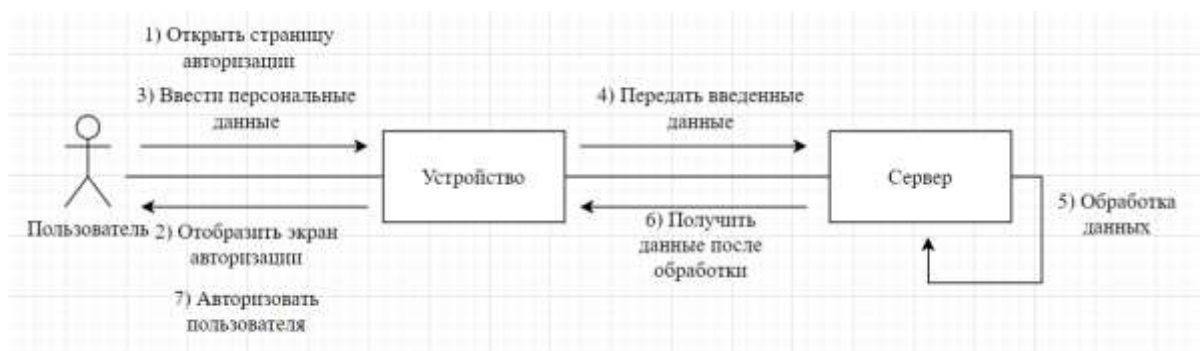 1) Открыть страницу
авторизации
3) Ввести персональные
данные
4) Передать введенные
данные
Устройство
Сервер
5) Обработка
данных
Пользователь
2) Отобразить экран
авторизации
6) Получить
данные после
обработки
7) Авторизовать
пользователя